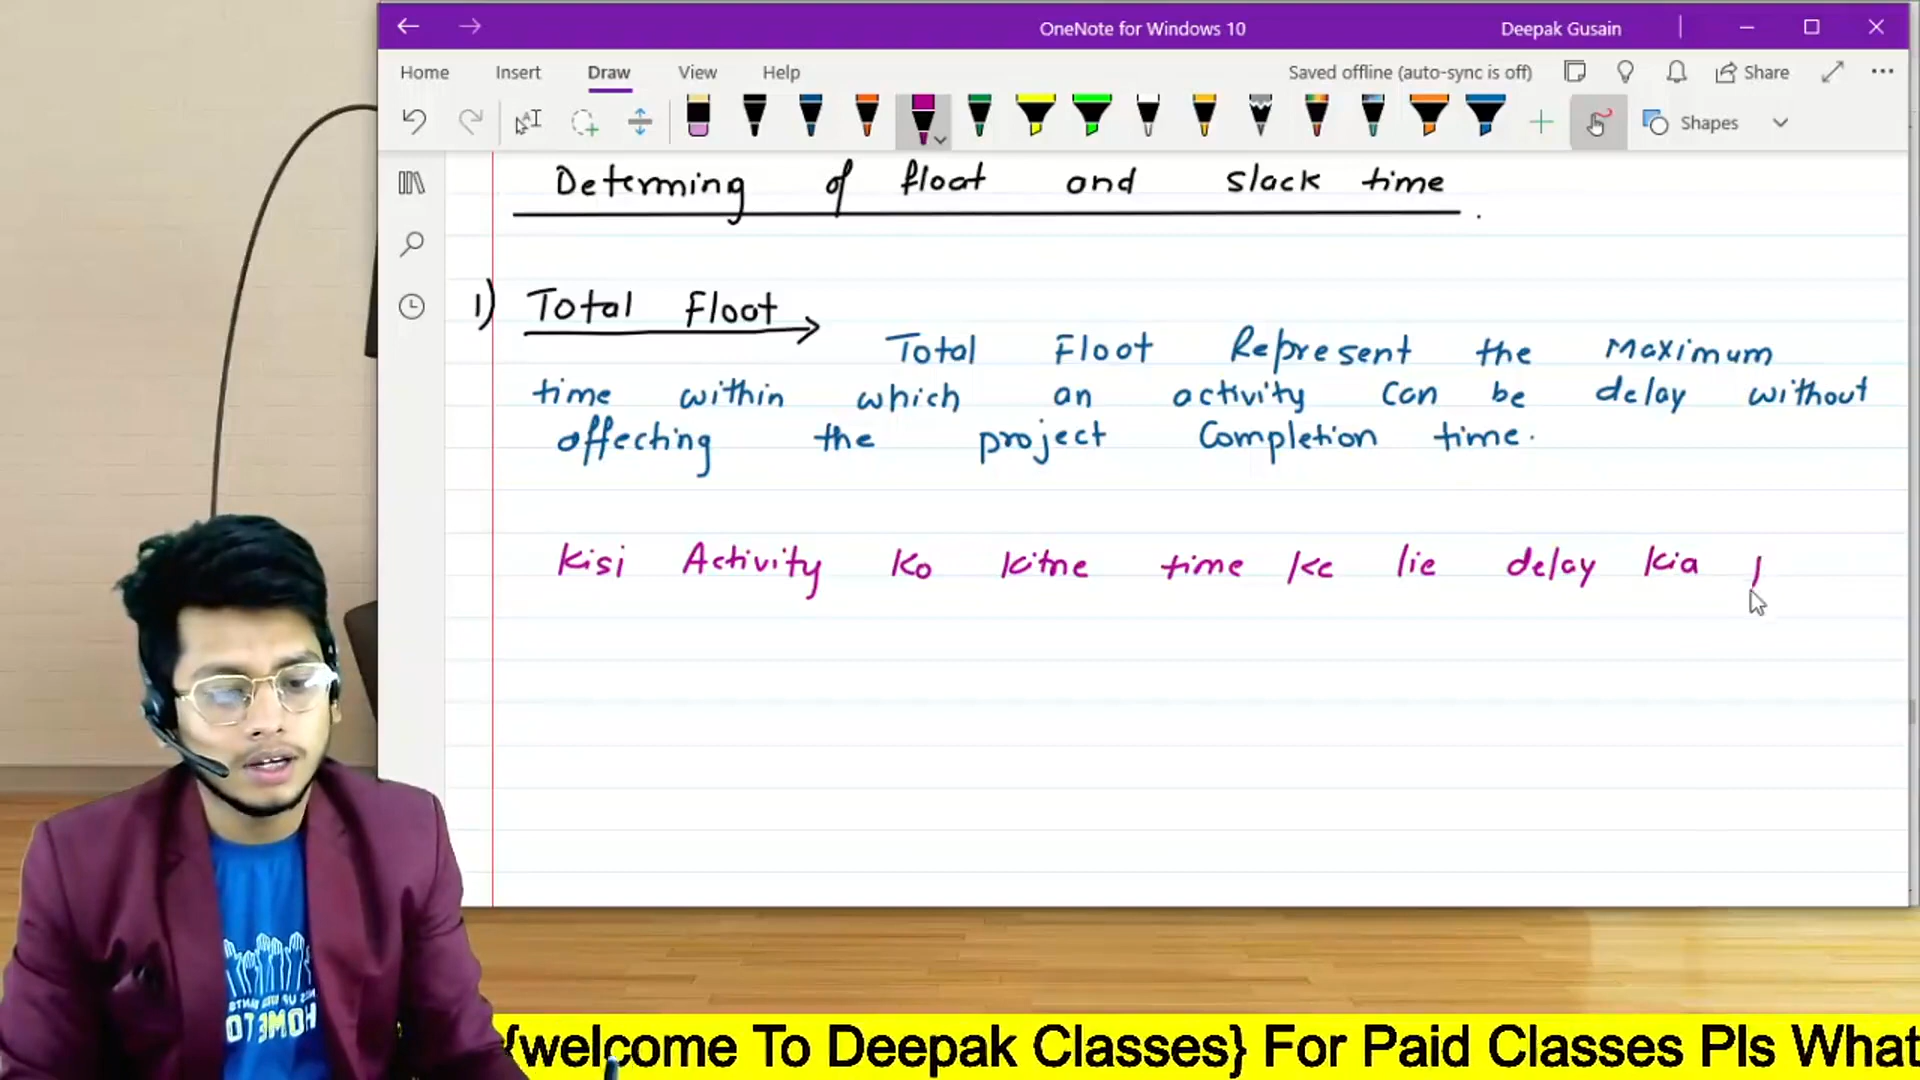 OneNote for Windows 10
Deepak Gusain
Home Insert Draw View Help
Saved offline (auto-sync is off)
Share
Shapes
Determing of float and slack time.
1) Total Float
Total Float Represent the Maximum
time within which an activity can be delay without
affecting the project Completion time.
kisi Activity ko kitne time ke lie delay kia
HOMETO
{welcome To Deepak Classes} For Paid Classes Pls What